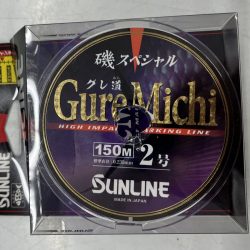 磯スペシャル
グレ道
Gure Michi
HIGH IMPACT MARKING LINE
150M 2号
SUNLINE
MADE IN JAPAN
SUNLINE